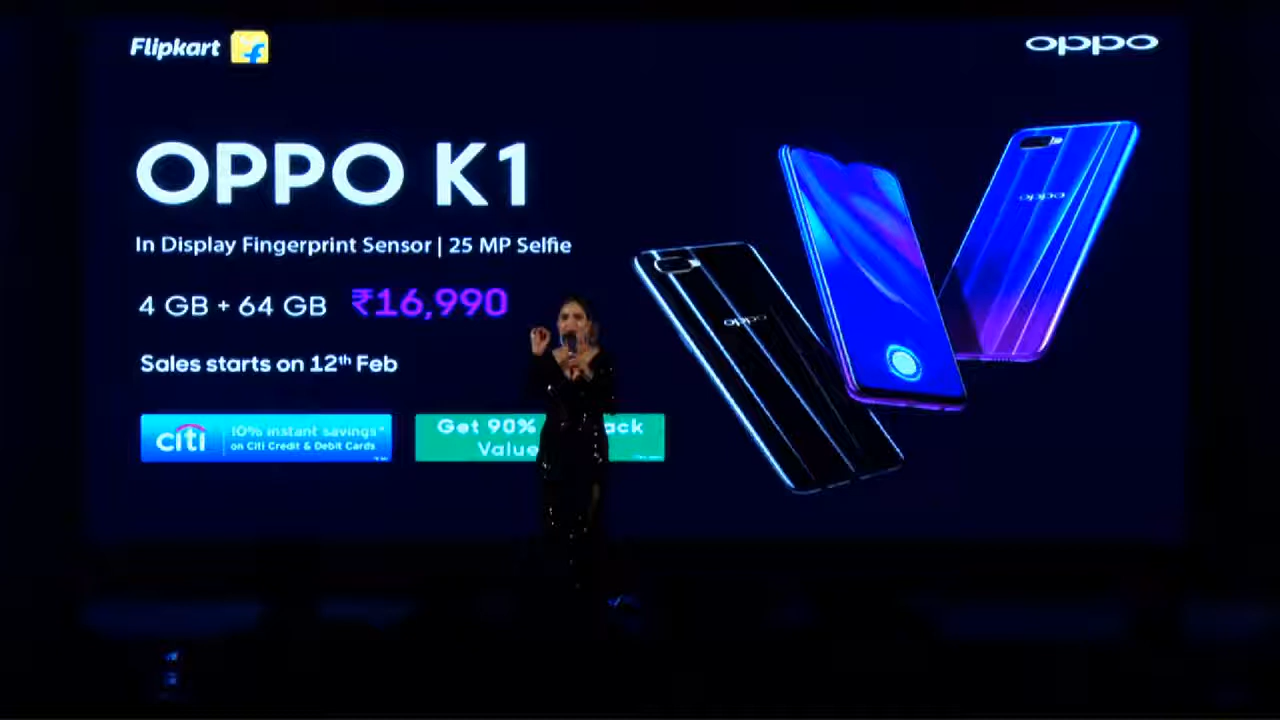 Flipkart
oppo
OPPO K1
In Display Fingerprint Sensor | 25 MP Selfie
4 GB + 64 GB ₹16,990
Sales starts on 12th Feb
citi
10% instant savings*
on Citi Credit & Debit Cards
Get 90%
Value
oppo
oppo